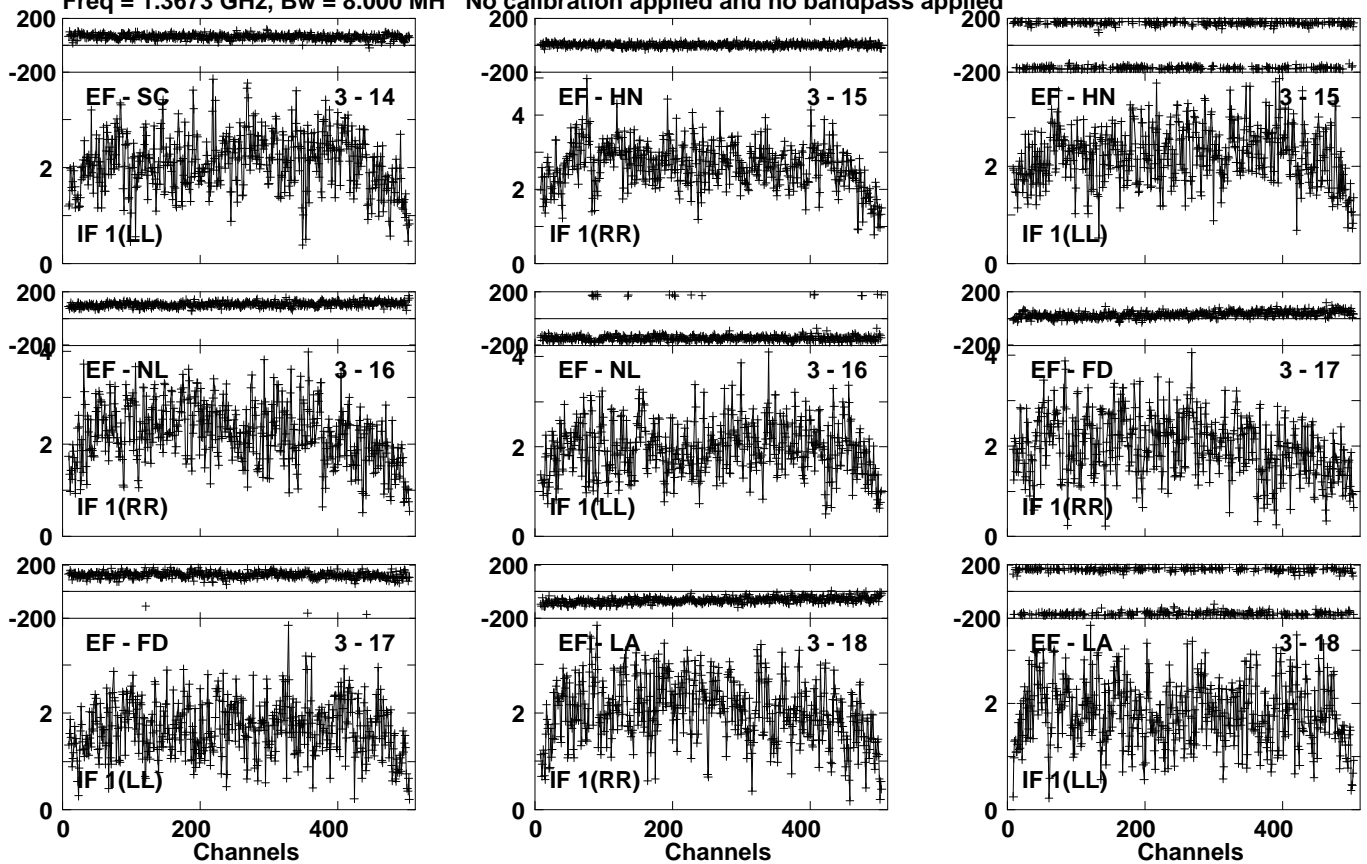 Freq = 1.3673 GHz, Bw = 8.000 MH No calibration applied and no bandpass applied
200
-200
EF - SC 3 - 14
2
IF 1(LL)
0
200
-200
EF - HN 3 - 15
4
2
IF 1(RR)
0
200
-200
EF - HN 3 - 15
2
IF 1(LL)
0
200
-200
4
EF - NL 3 - 16
2
IF 1(RR)
0
200
-200
4
EF - NL 3 - 16
2
IF 1(LL)
0
200
-200
4
EF - FD 3 - 17
2
IF 1(RR)
0
200
-200
EF - FD 3 - 17
2
IF 1(LL)
0
0 200 400
Channels
200
-200
EF - LA 3 - 18
2
IF 1(RR)
0
0 200 400
Channels
200
-200
EF - LA 3 - 18
2
IF 1(LL)
0
0 200 400
Channels